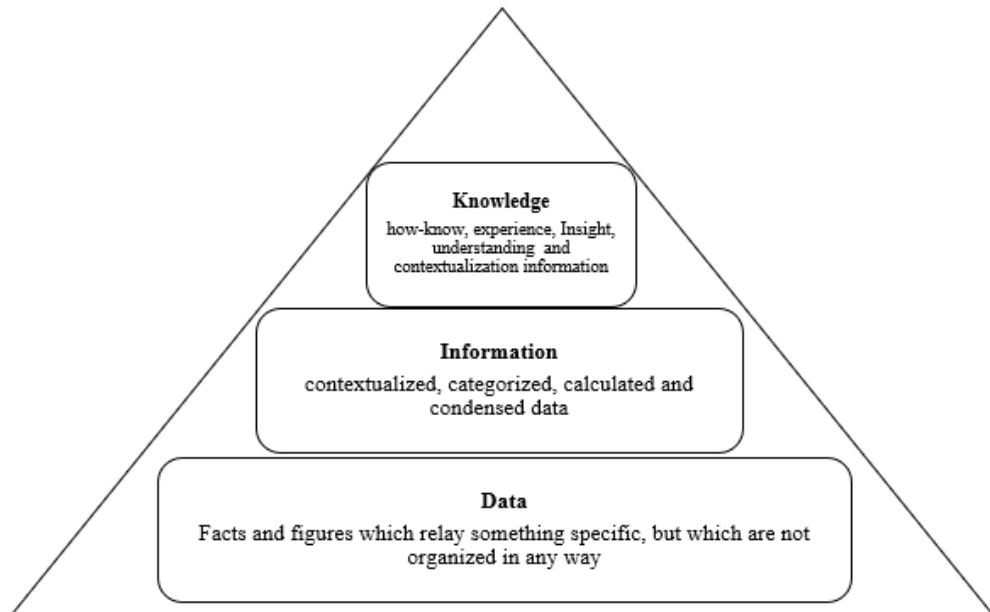 Knowledge
how-know, experience, Insight,
understanding and
contextualization information
Information
contextualized, categorized, calculated and
condensed data
Data
Facts and figures which relay something specific, but which are not
organized in any way